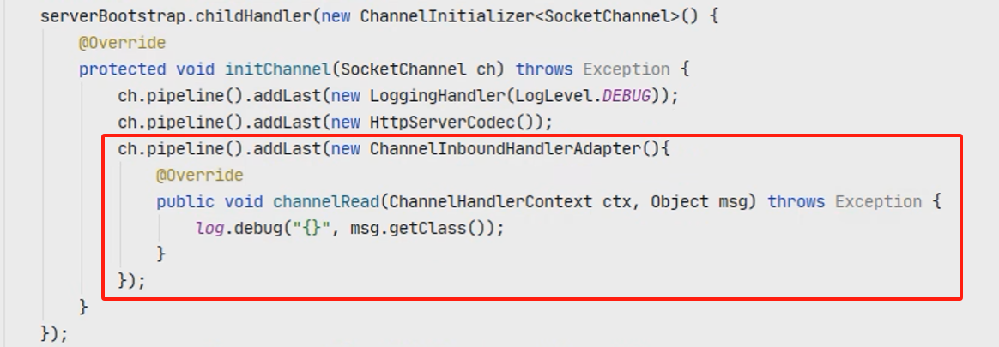 serverBootstrap.childHandler(new ChannelInitializer<SocketChannel>() {
@Override
protected void initChannel(SocketChannel ch) throws Exception {
ch.pipeline().addLast(new LoggingHandler(LogLevel.DEBUG));
ch.pipeline().addLast(new HttpServerCodec());
ch.pipeline().addLast(new ChannelInboundHandlerAdapter(){
@Override
public void channelRead(ChannelHandlerContext ctx, Object msg) throws Exception {
log.debug("{}", msg.getClass());
}
});
}
});